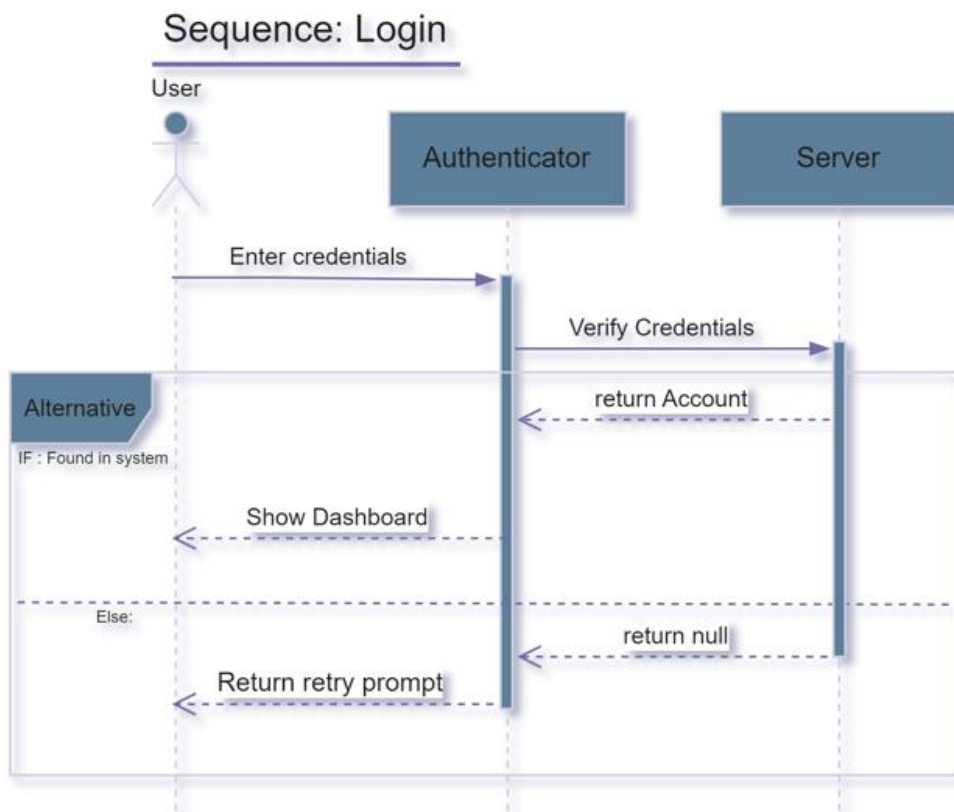 Sequence: Login
User
Authenticator
Server
Enter credentials
Verify Credentials
Alternative
return Account
IF : Found in system
Show Dashboard
Else:
return null
Return retry prompt